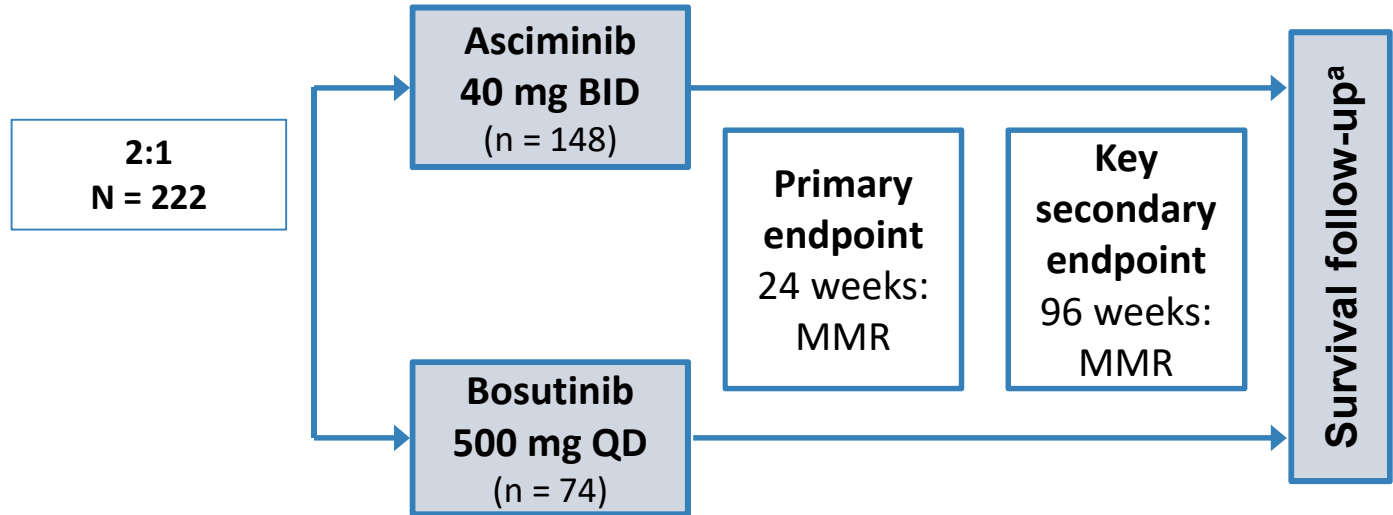 2:1
N = 222
Asciminib
40 mg BID
(n = 148)
Bosutinib
500 mg QD
(n = 74)
Primary
endpoint
24 weeks:
MMR
Key
secondary
endpoint
96 weeks:
MMR
Survival follow-upᵃ